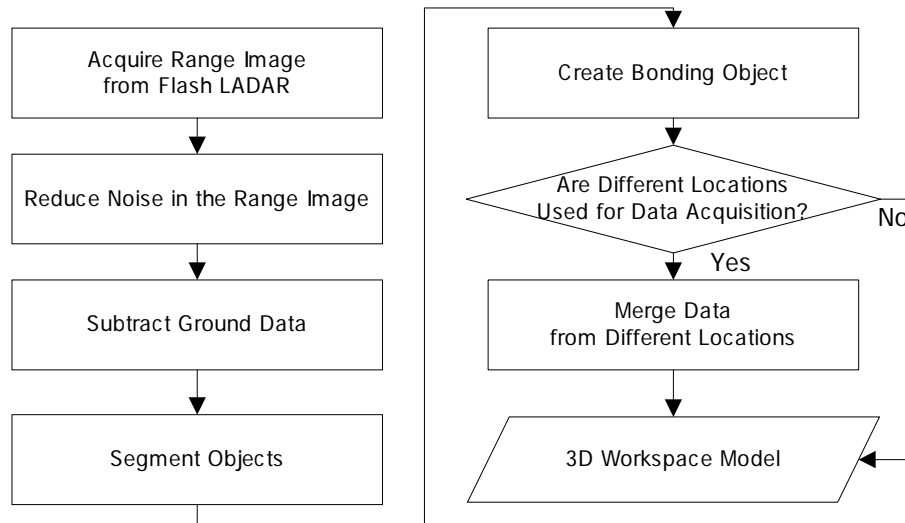 Acquire Range Image
from Flash LADAR
Reduce Noise in the Range Image
Subtract Ground Data
Segment Objects
Create Bonding Object
Are Different Locations
Used for Data Acquisition?
No
Yes
Merge Data
from Different Locations
3D Workspace Model